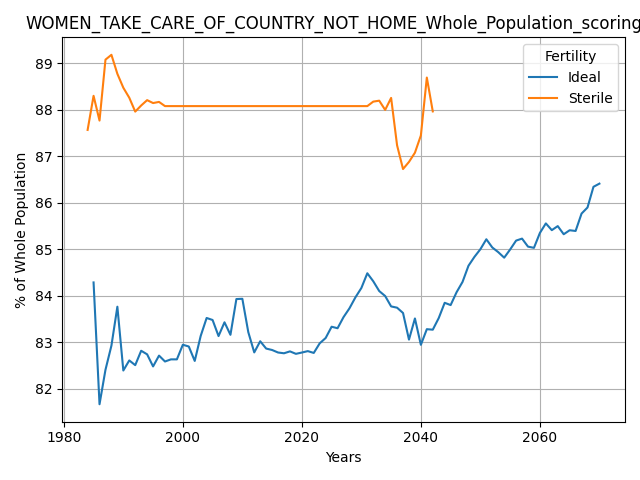 WOMEN_TAKE_CARE_OF_COUNTRY_NOT_HOME_Whole_Population_scoring
Fertility
Ideal
Sterile
% of Whole Population
89
88
87
86
85
84
83
82
1980
2000
2020
2040
2060
Years